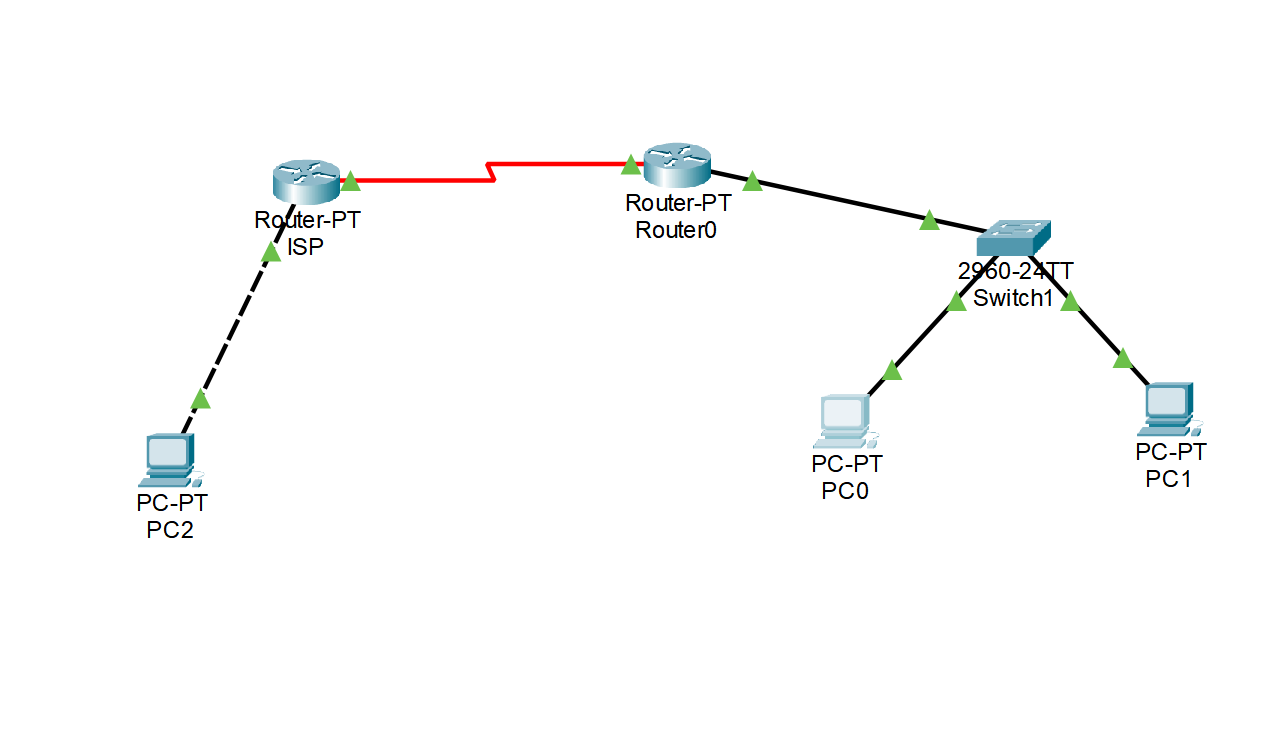 Router-PT
ISP
Router-PT
Router0
2960-24TT
Switch1
PC-PT
PC2
PC-PT
PC0
PC-PT
PC1